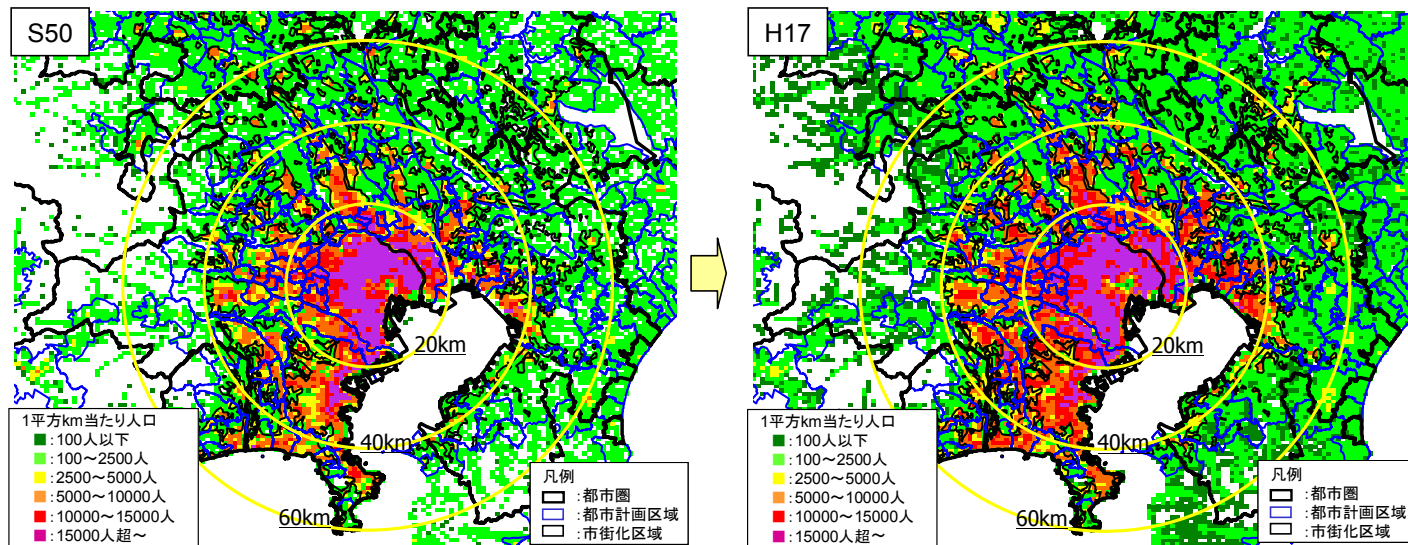 S50
20km
40km
60km
1平方km当たり人口
:100人以下
:100～2500人
:2500～5000人
:5000～10000人
:10000～15000人
:15000人超～
凡例
:都市圏
:都市計画区域
:市街化区域
H17
20km
40km
60km
1平方km当たり人口
:100人以下
:100～2500人
:2500～5000人
:5000～10000人
:10000～15000人
:15000人超～
凡例
:都市圏
:都市計画区域
:市街化区域